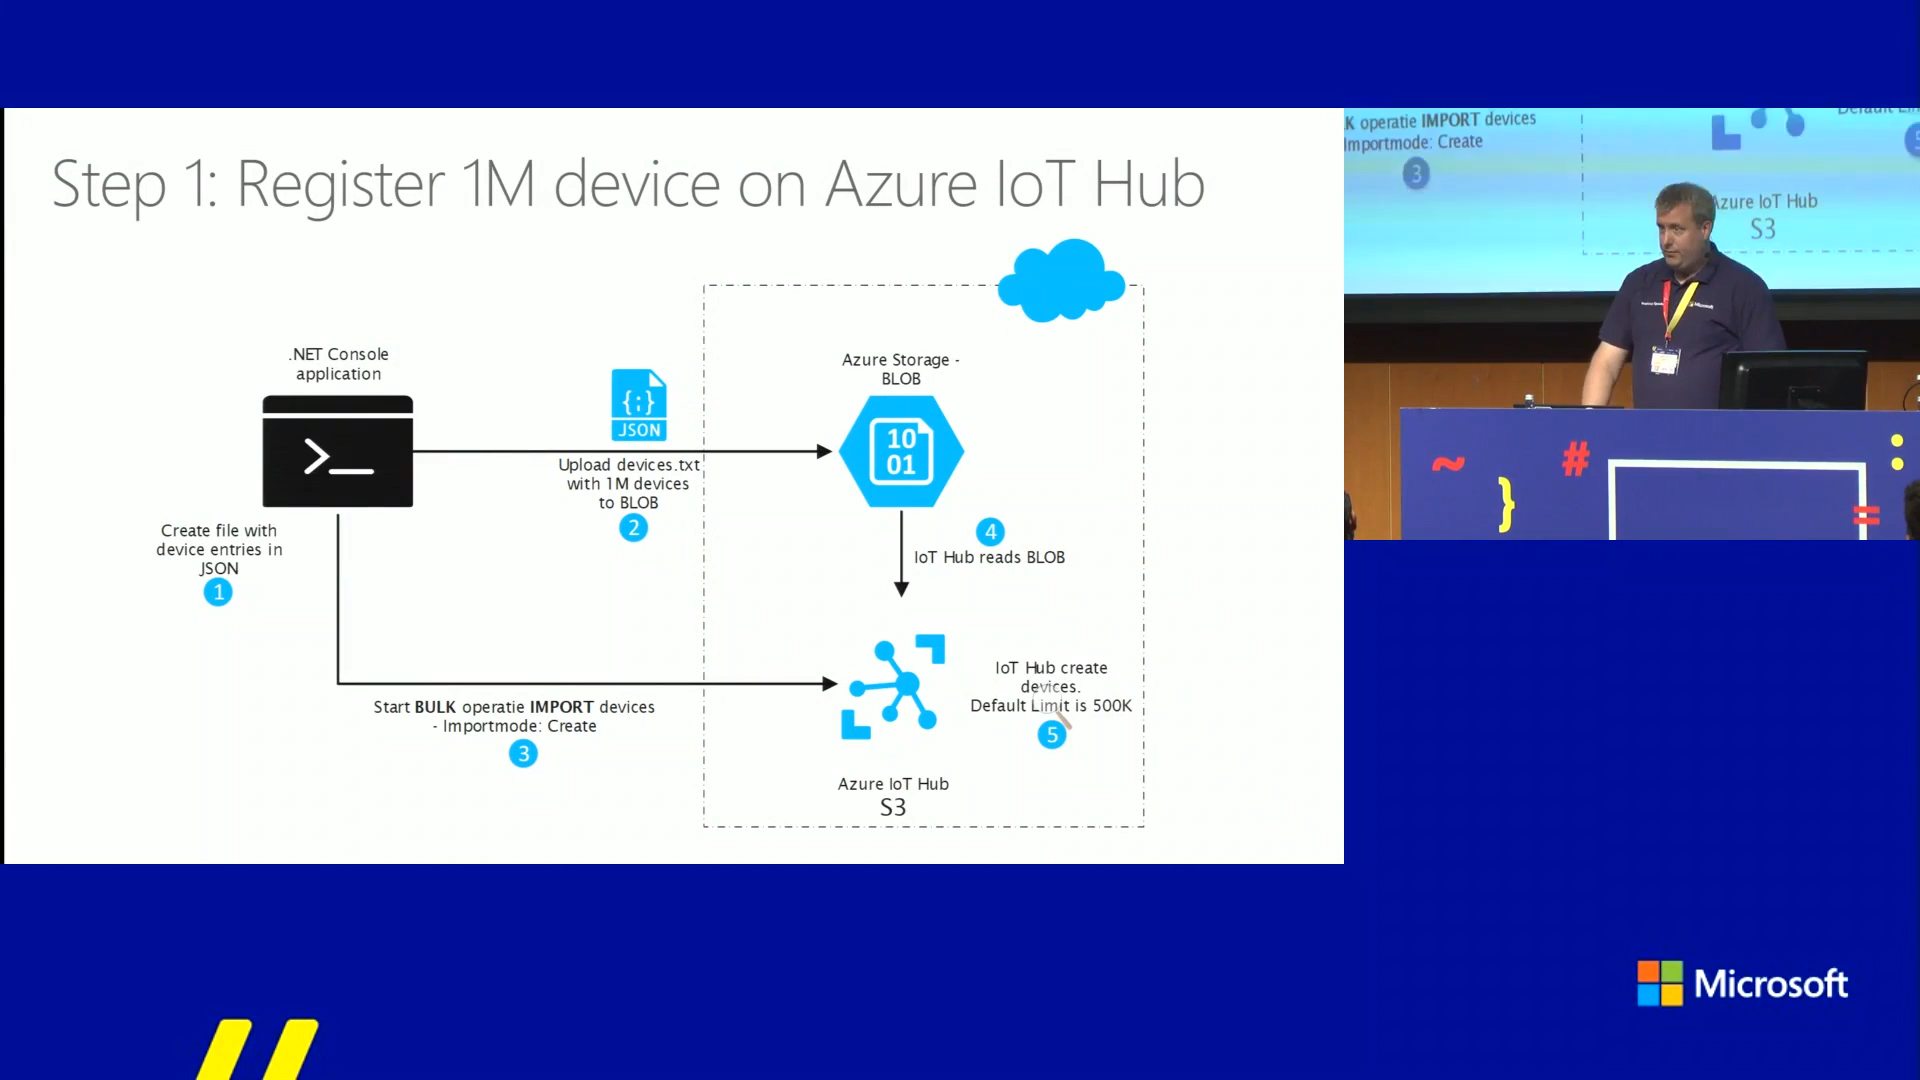 Step 1: Register 1M device on Azure IoT Hub
.NET Console
application
{;}
JSON
Upload devices.txt
with 1M devices
to BLOB
2
Azure Storage -
BLOB
10
01
Create file with
device entries in
JSON
1
4
IoT Hub reads BLOB
Start BULK operatie IMPORT devices
- Importmode: Create
3
IoT Hub create
devices.
Default Limit is 500K
5
Azure IoT Hub
S3
K operatie IMPORT devices
Importmode: Create
3
Azure IoT Hub
S3
Microsoft
~
#
}
:
=
Microsoft